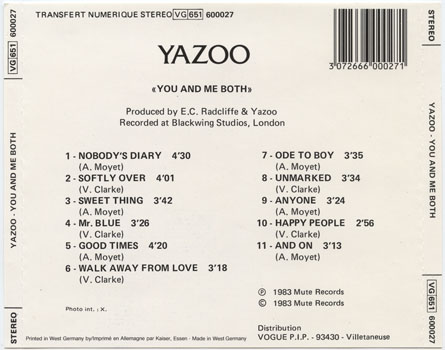 TRANSFERT NUMERIQUE STEREO VG 651 600027
3072666 000271
YAZOO
«YOU AND ME BOTH»
Produced by E.C. Radcliffe & Yazoo
Recorded at Blackwing Studios, London
1 - NOBODY'S DIARY 4'30
(A. Moyet)
2 - SOFTLY OVER 4'01
(V. Clarke)
3 - SWEET THING 3'42
(A. Moyet)
4 - Mr. BLUE 3'26
(V. Clarke)
5 - GOOD TIMES 4'20
(A. Moyet)
6 - WALK AWAY FROM LOVE 3'18
(V. Clarke)
7 - ODE TO BOY 3'35
(A. Moyet)
8 - UNMARKED 3'34
(V. Clarke)
9 - ANYONE 3'24
(A. Moyet)
10 - HAPPY PEOPLE 2'56
(V. Clarke)
11 - AND ON 3'13
(A. Moyet)
Photo int. : X.
℗ 1983 Mute Records
© 1983 Mute Records
Printed in West Germany by/Imprimé en Allemagne par Kaiser, Essen - Made in West Germany
Distribution
VOGUE P.I.P. - 93430 - Villetaneuse
STEREO YAZOO - YOU AND ME BOTH VG 651 600027
STEREO YAZOO - YOU AND ME BOTH VG 651 600027